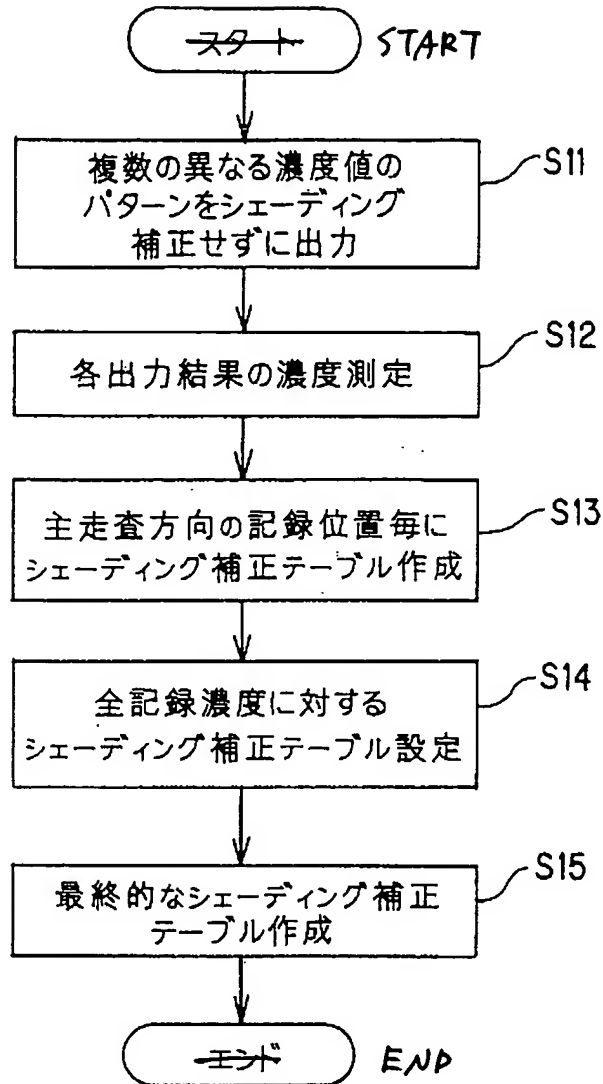 スタート START
複数の異なる濃度値の
パターンをシェーディング
補正せずに出力
S11
各出力結果の濃度測定
S12
主走査方向の記録位置毎に
シェーディング補正テーブル作成
S13
全記録濃度に対する
シェーディング補正テーブル設定
S14
最終的なシェーディング補正
テーブル作成
S15
エンド END